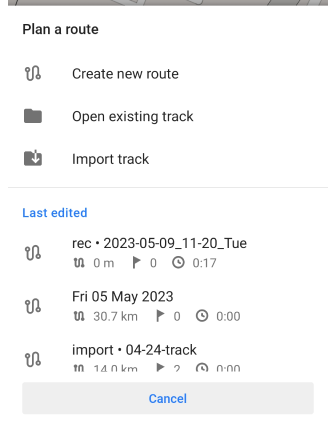 Plan a route
Create new route
Open existing track
Import track
Last edited
rec • 2023-05-09_11-20_Tue
0 m 0 0:17
Fri 05 May 2023
30.7 km 0 0:00
import • 04-24-track
14.0 km 2 0:00
Cancel